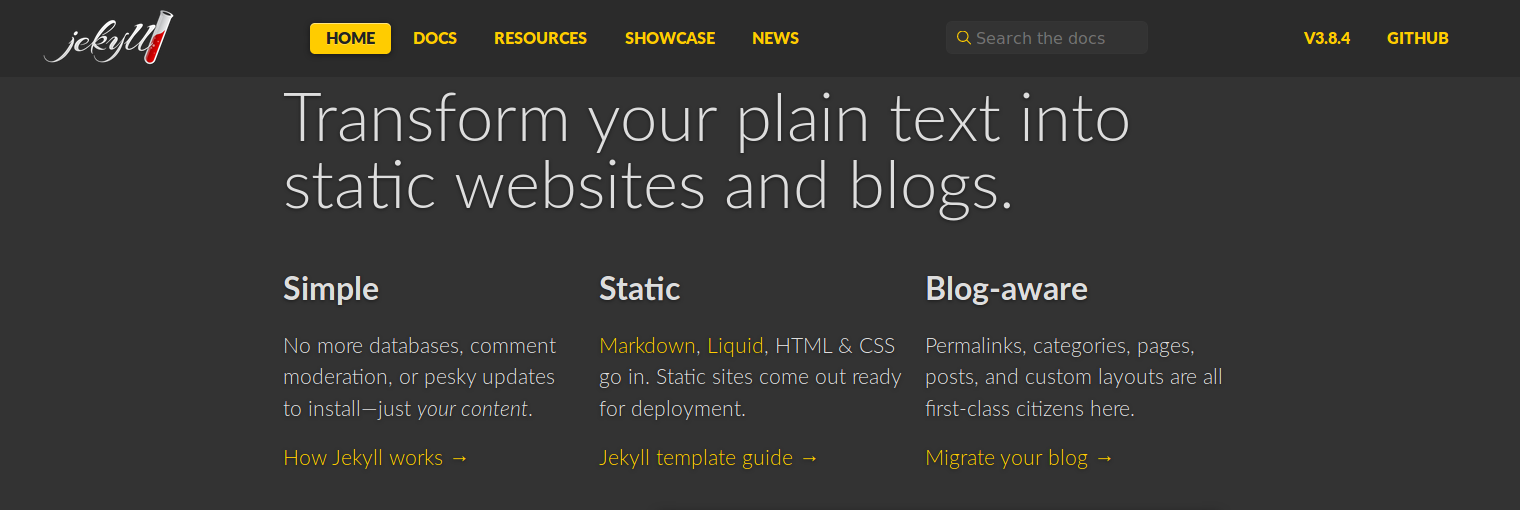 jekyll
HOME DOCS RESOURCES SHOWCASE NEWS Search the docs V3.8.4 GITHUB
Transform your plain text into
static websites and blogs.
Simple
No more databases, comment
moderation, or pesky updates
to install—just your content.
How Jekyll works →
Static
Markdown, Liquid, HTML & CSS
go in. Static sites come out ready
for deployment.
Jekyll template guide →
Blog-aware
Permalinks, categories, pages,
posts, and custom layouts are all
first-class citizens here.
Migrate your blog →